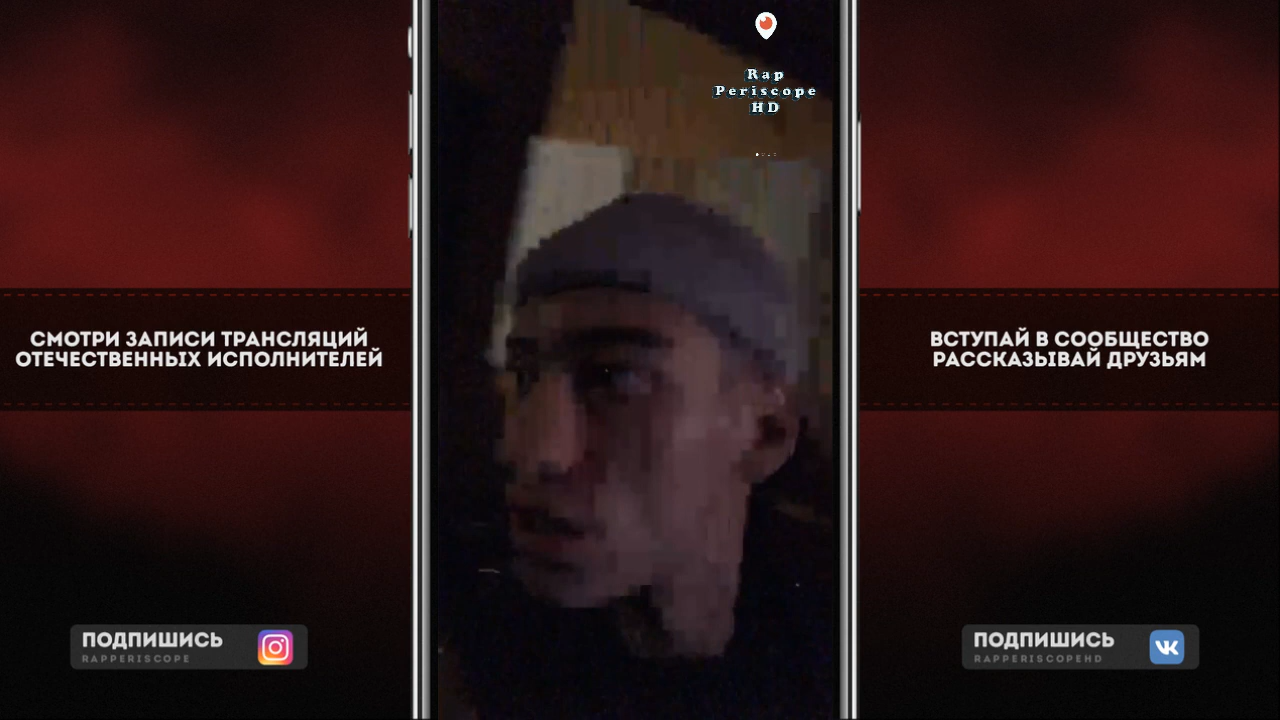 Rap
Periscope
HD
СМОТРИ ЗАПИСИ ТРАНСЛЯЦИЙ
ОТЕЧЕСТВЕННЫХ ИСПОЛНИТЕЛЕЙ
ВСТУПАЙ В СООБЩЕСТВО
РАССКАЗЫВАЙ ДРУЗЬЯМ
ПОДПИШИСЬ
RAPPERISCOPE
ПОДПИШИСЬ
RAPPERISCOPEHD